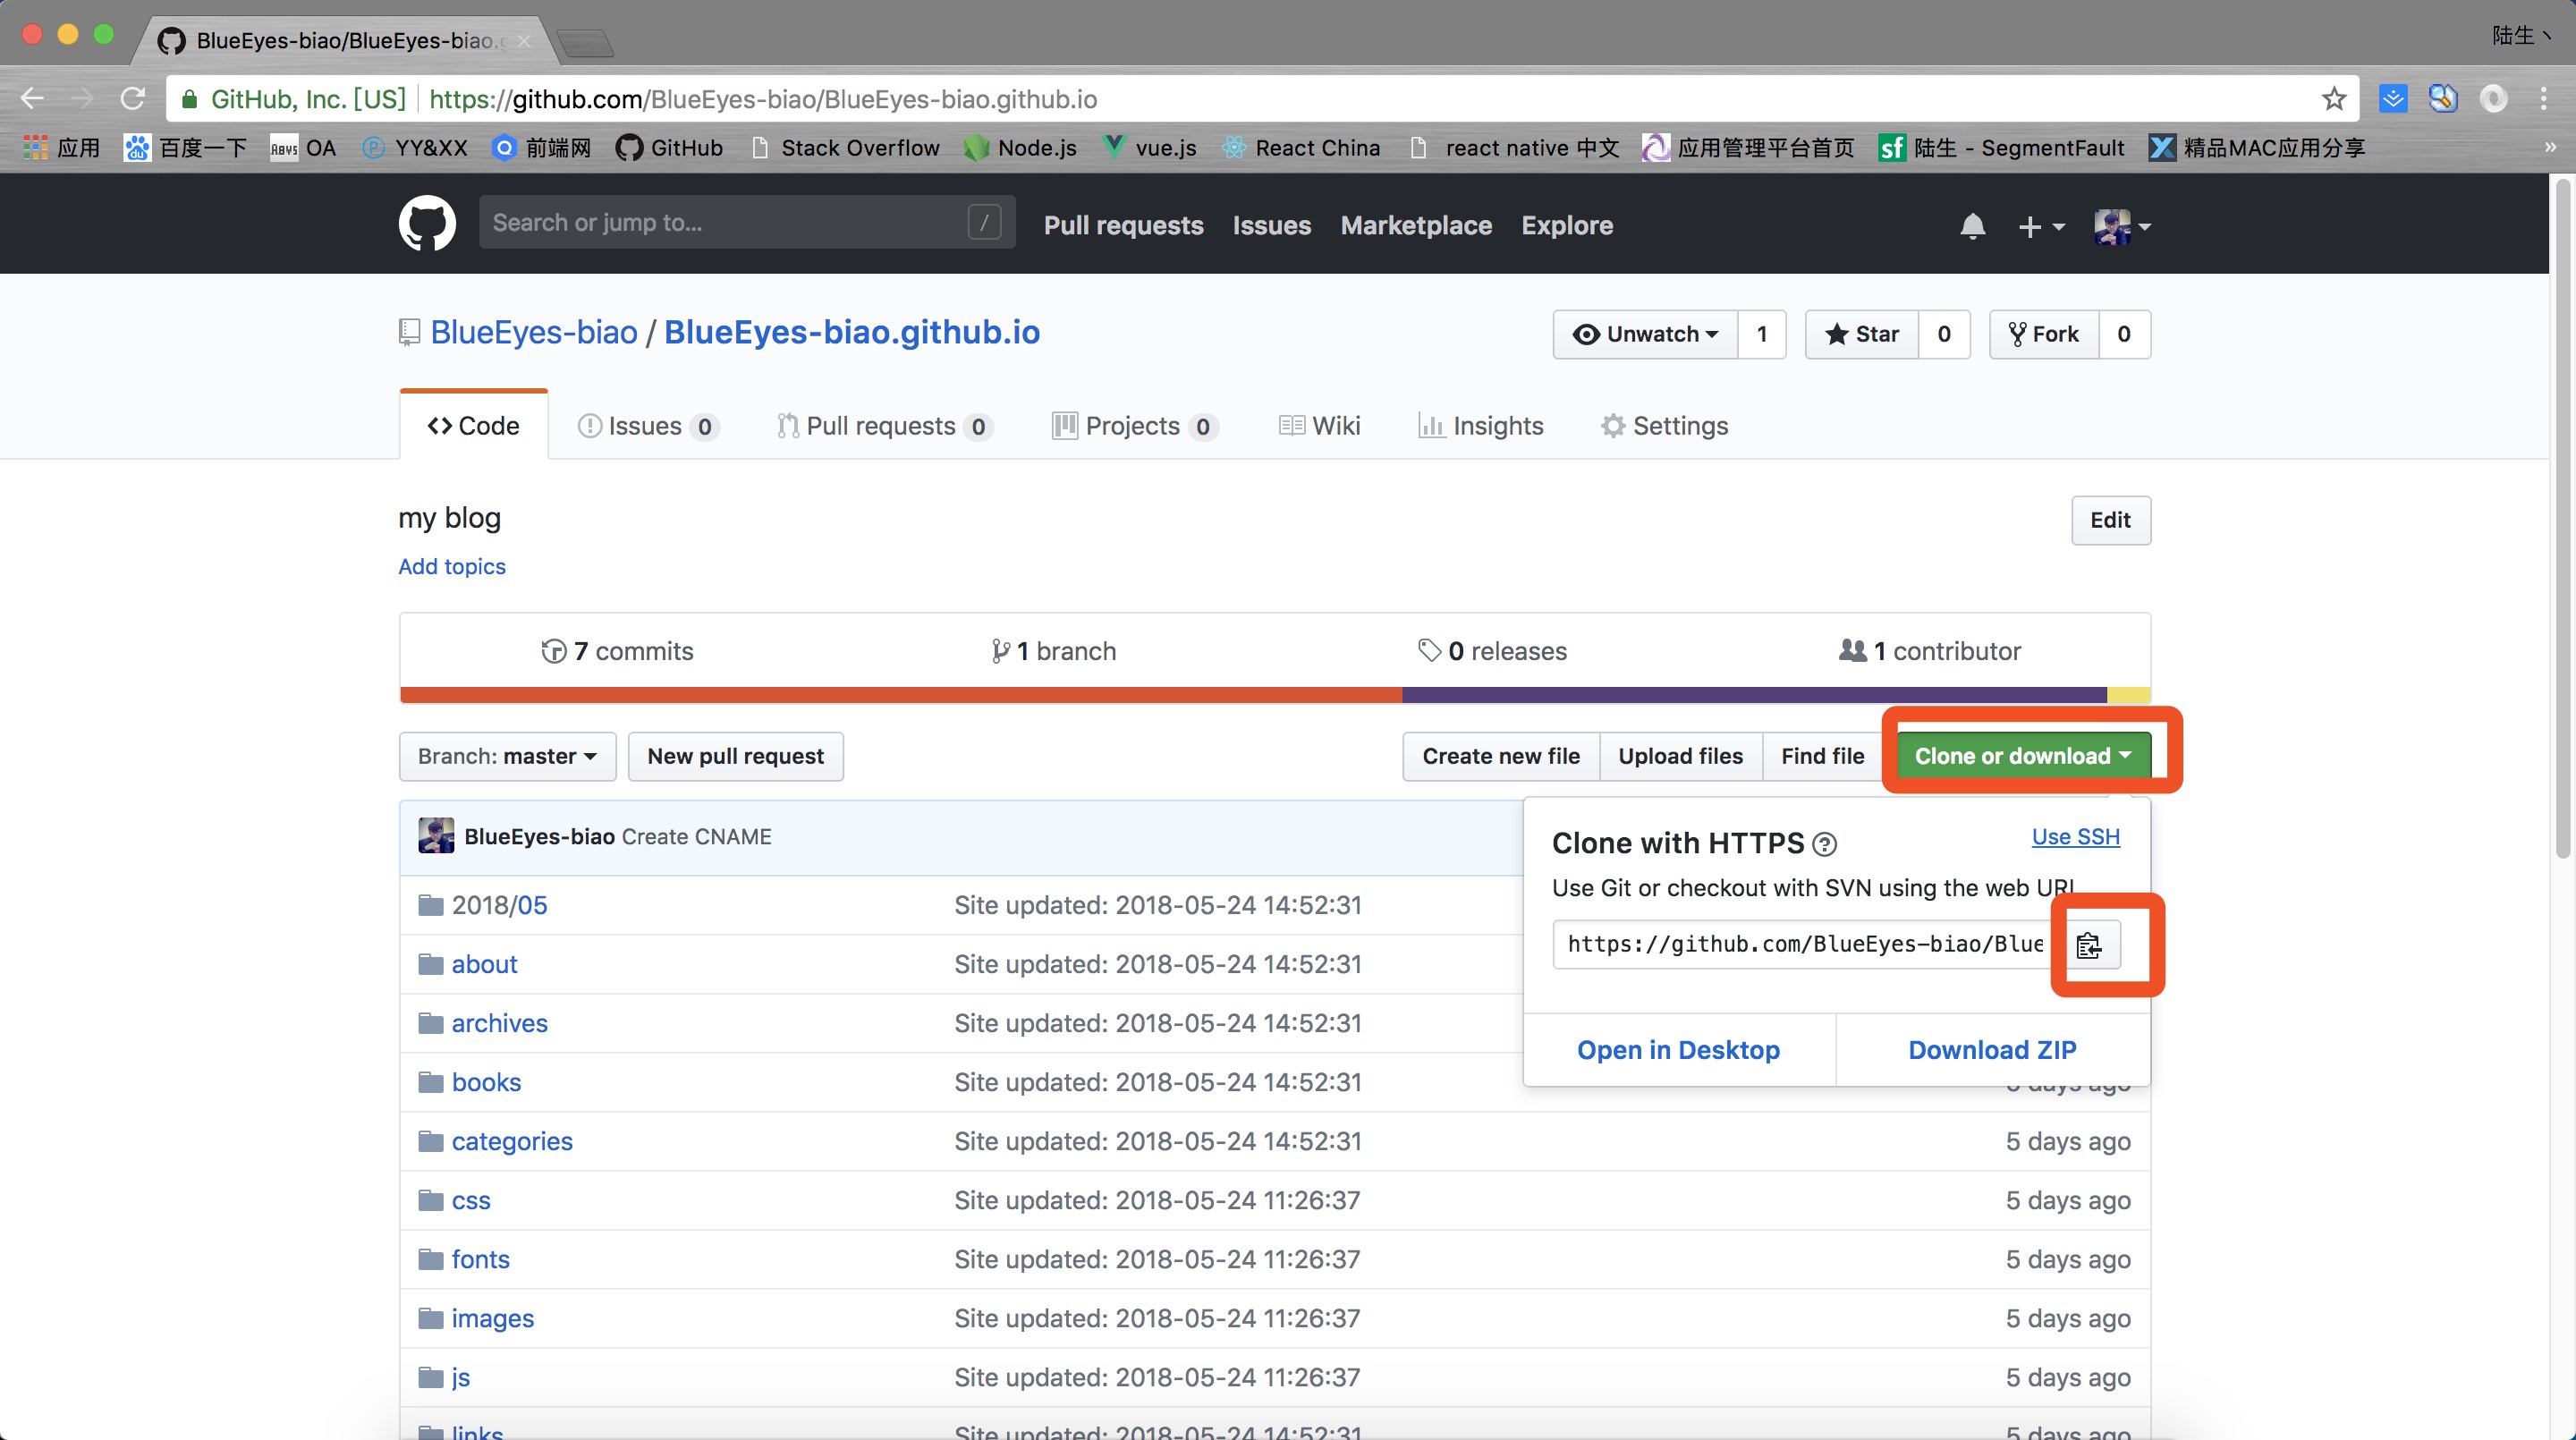 BlueEyes-biao/BlueEyes-biao.g
陆生丶
GitHub, Inc. [US] https://github.com/BlueEyes-biao/BlueEyes-biao.github.io
应用 百度一下 OA YY&XX 前端网 GitHub Stack Overflow Node.js vue.js React China react native 中文 应用管理平台首页 陆生 - SegmentFault 精品MAC应用分享 »
Search or jump to... / Pull requests Issues Marketplace Explore
BlueEyes-biao / BlueEyes-biao.github.io Unwatch 1 Star 0 Fork 0
Code Issues 0 Pull requests 0 Projects 0 Wiki Insights Settings
my blog Edit
Add topics
7 commits 1 branch 0 releases 1 contributor
Branch: master New pull request Create new file Upload files Find file Clone or download
BlueEyes-biao Create CNAME
Clone with HTTPS Use SSH
Use Git or checkout with SVN using the web URL
https://github.com/BlueEyes-biao/Blue
Open in Desktop Download ZIP
2018/05 Site updated: 2018-05-24 14:52:31
about Site updated: 2018-05-24 14:52:31
archives Site updated: 2018-05-24 14:52:31
books Site updated: 2018-05-24 14:52:31 5 days ago
categories Site updated: 2018-05-24 14:52:31 5 days ago
css Site updated: 2018-05-24 11:26:37 5 days ago
fonts Site updated: 2018-05-24 11:26:37 5 days ago
images Site updated: 2018-05-24 11:26:37 5 days ago
js Site updated: 2018-05-24 11:26:37 5 days ago
links Site updated: 2018-05-24 14:52:31 5 days ago